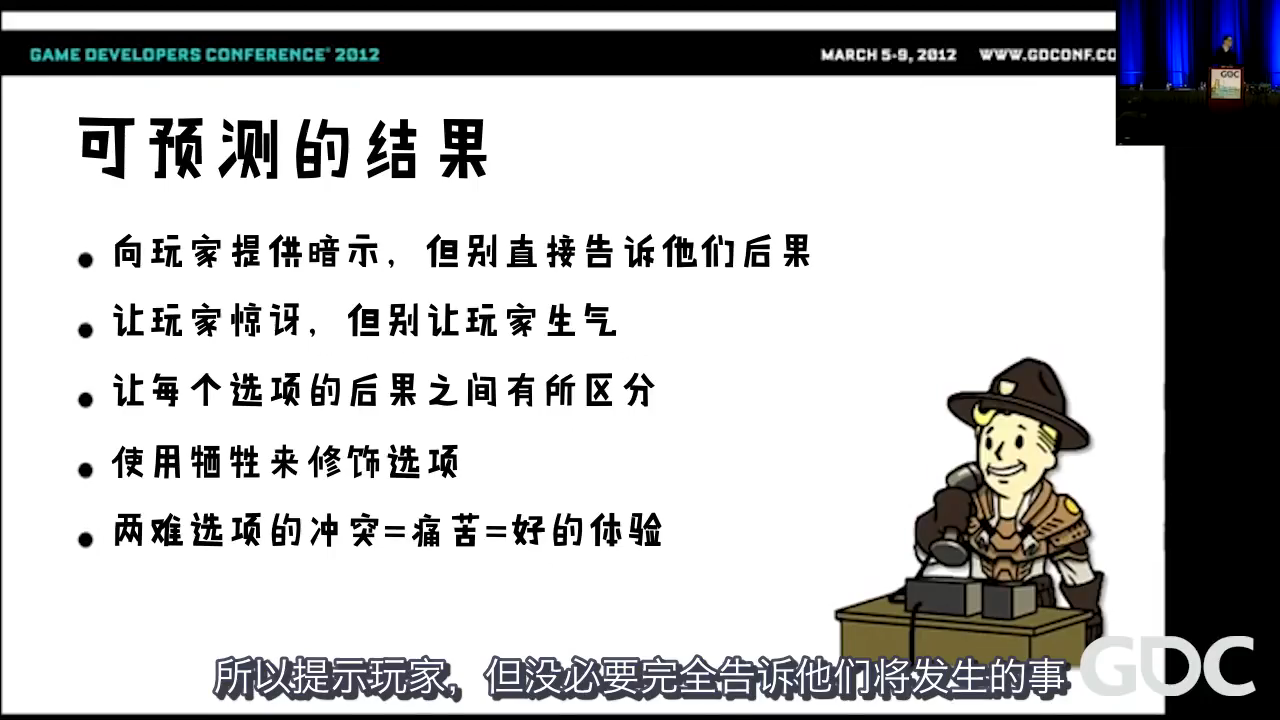 GAME DEVELOPERS CONFERENCE® 2012
MARCH 5-9, 2012 WWW.GDCONF.CO
GDC
可预测的结果
向玩家提供暗示，但别直接告诉他们后果
让玩家惊讶，但别让玩家生气
让每个选项的后果之间有所区分
使用牺牲来修饰选项
两难选项的冲突=痛苦=好的体验
所以提示玩家，但没必要完全告诉他们将发生的事
GDC